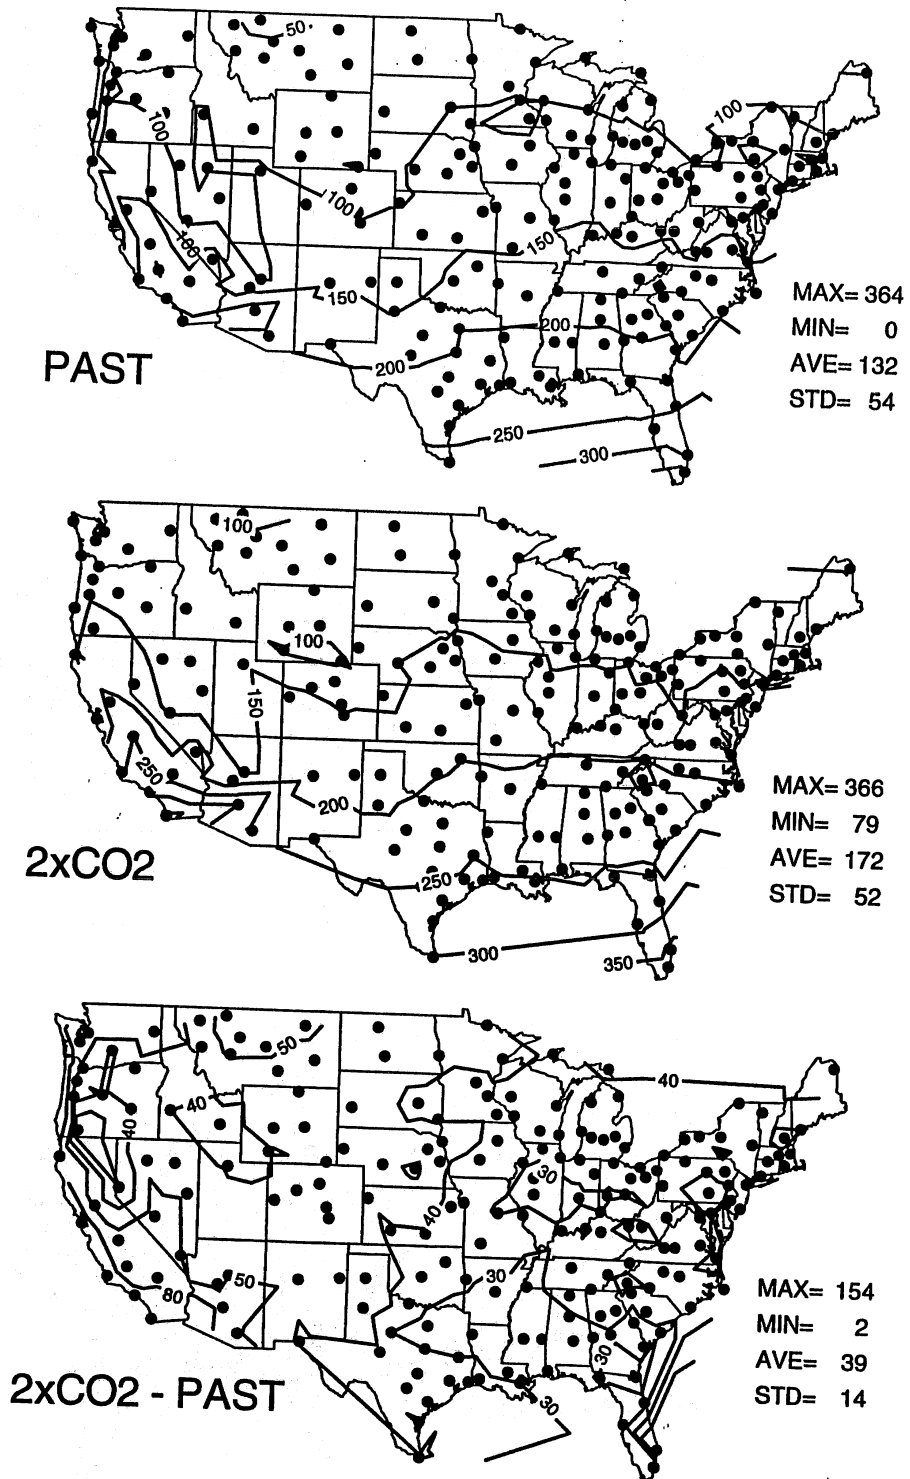 50
100
100
100
100
150
150
200
200
250
300
MAX= 364
MIN= 0
AVE= 132
STD= 54
PAST
100
100
150
250
200
250
300
350
MAX= 366
MIN= 79
AVE= 172
STD= 52
2xCO2
50
40
40
40
30
40
30
50
80
30
30
MAX= 154
MIN= 2
AVE= 39
STD= 14
2xCO2 - PAST